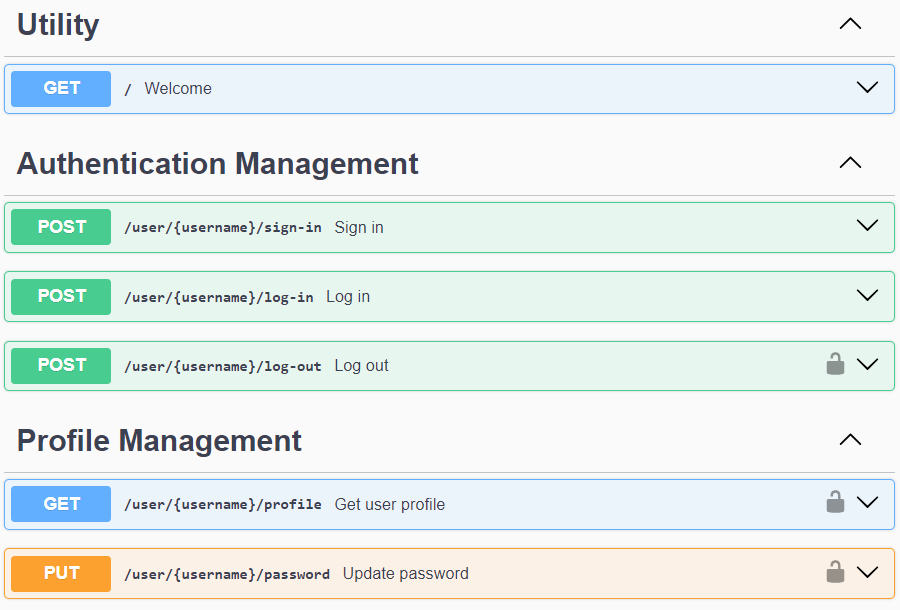 Utility
GET / Welcome
Authentication Management
POST /user/{username}/sign-in Sign in
POST /user/{username}/log-in Log in
POST /user/{username}/log-out Log out
Profile Management
GET /user/{username}/profile Get user profile
PUT /user/{username}/password Update password